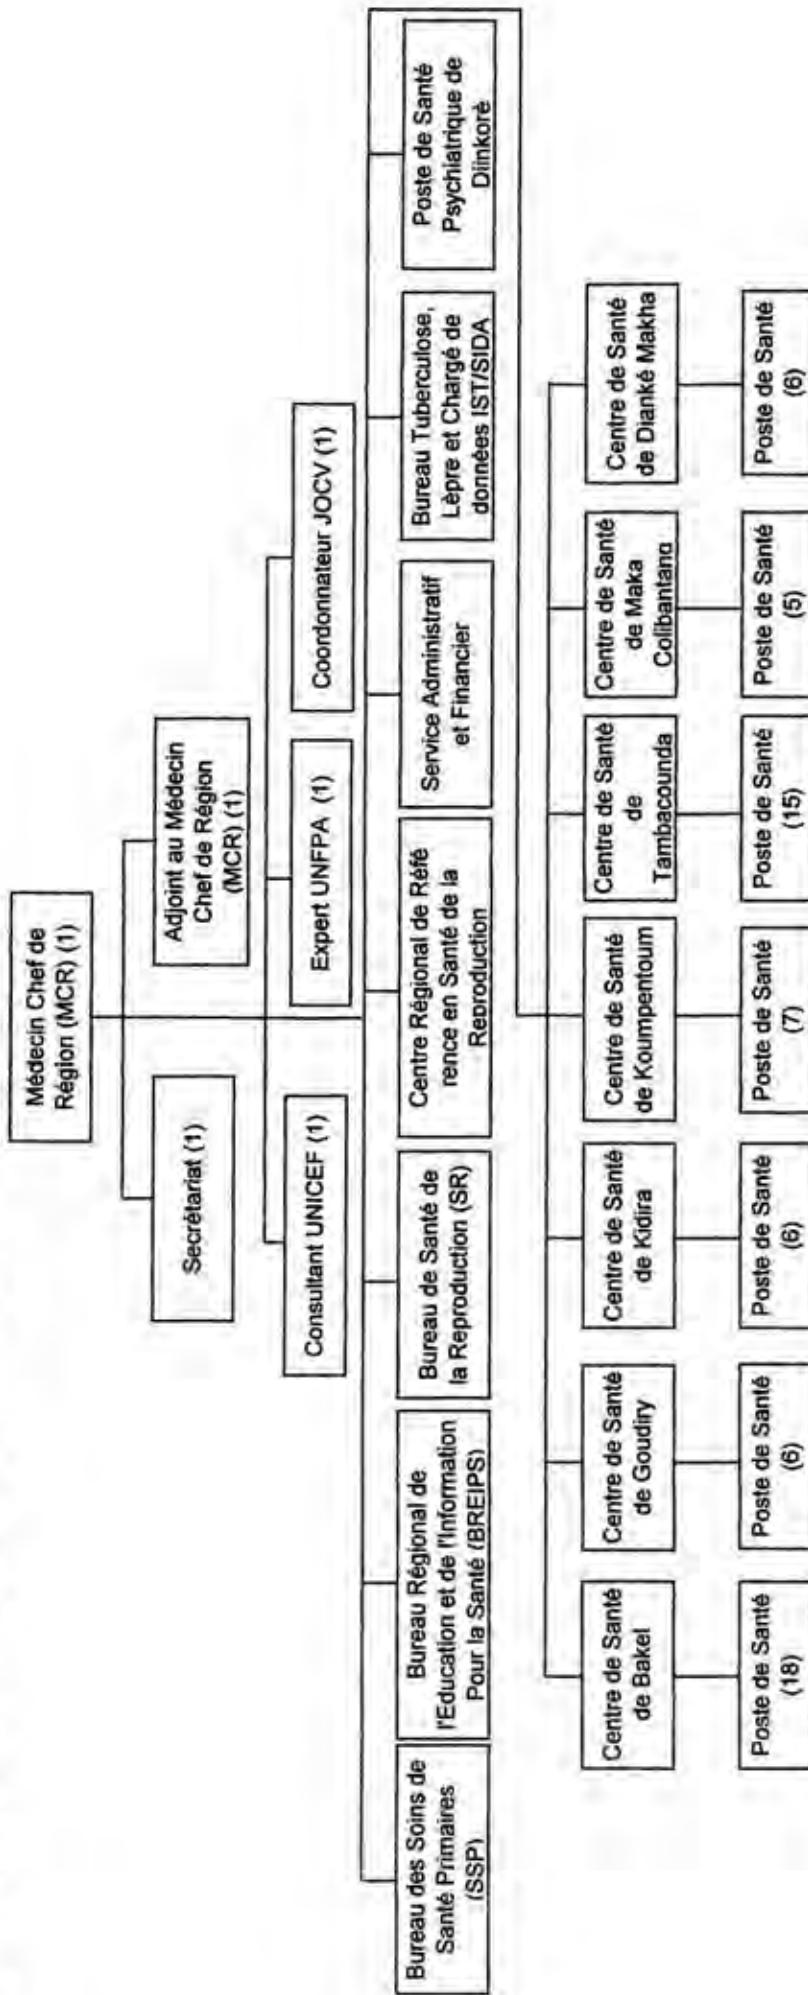 Médecin Chef de
Région (MCR) (1)
Secrétariat (1)
Adjoint au Médecin
Chef de Région
(MCR) (1)
Consultant UNICEF (1)
Expert UNFPA (1)
Coordonnateur JOCV (1)
Bureau des Soins de
Santé Primaires
(SSP)
Bureau Régional de
l'Education et de l'Information
Pour la Santé (BREIPS)
Bureau de Santé de
la Reproduction (SR)
Centre Régional de Réfé
rence en Santé de la
Reproduction
Service Administratif
et Financier
Bureau Tuberculose,
Lèpre et Chargé de
données IST/SIDA
Poste de Santé
Psychiatrique de
Djinkoré
Centre de Santé
de Bakel
Centre de Santé
de Goudiry
Centre de Santé
de Kidira
Centre de Santé
de Koumpentoum
Centre de Santé
de
Tambacounda
Centre de Santé
de Maka
Colibantang
Centre de Santé
de Dianké Makha
Poste de Santé
(18)
Poste de Santé
(6)
Poste de Santé
(6)
Poste de Santé
(7)
Poste de Santé
(15)
Poste de Santé
(5)
Poste de Santé
(6)